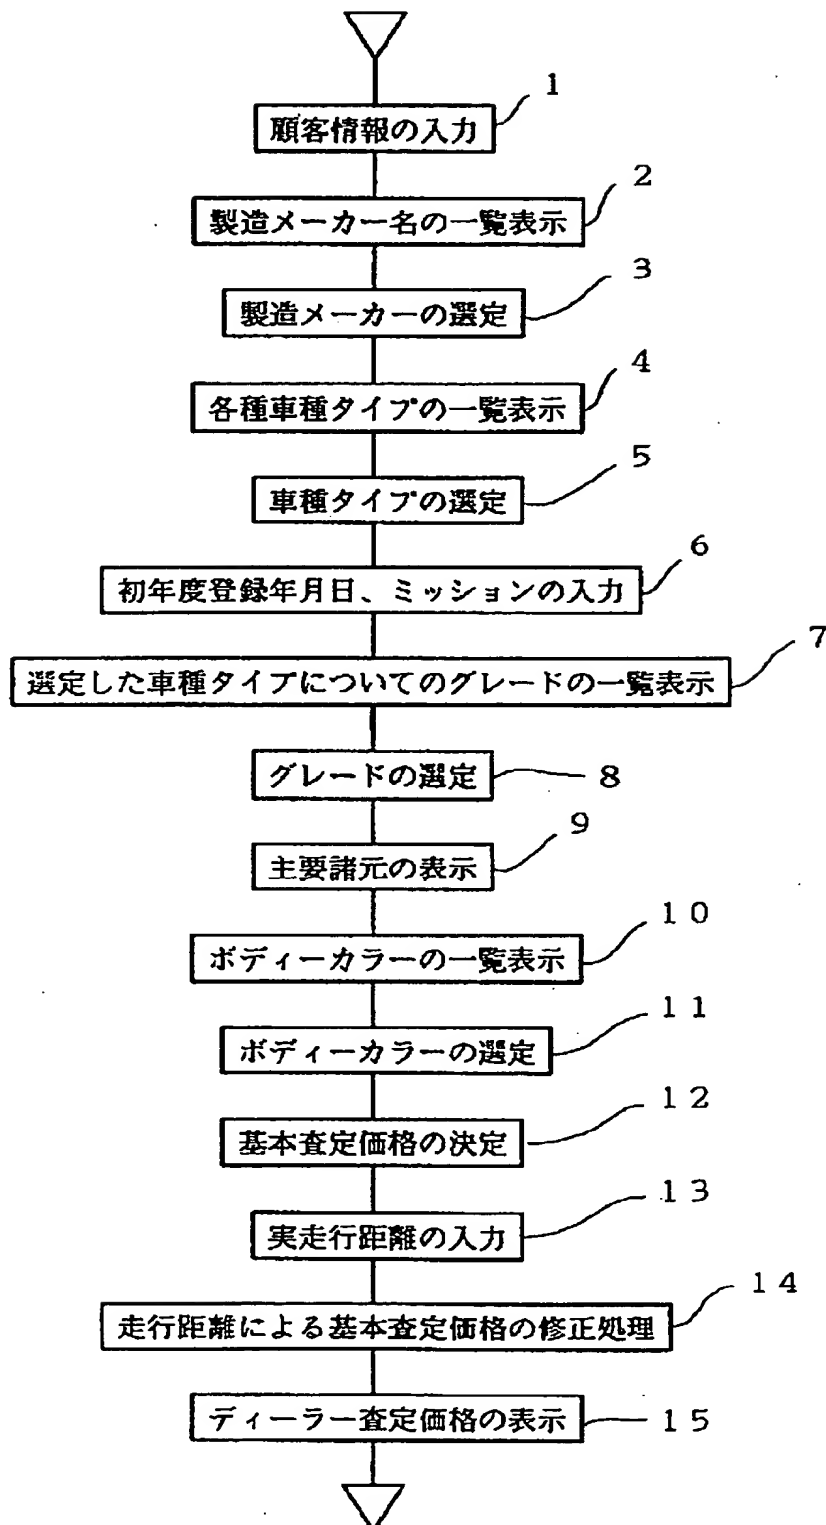 1
顧客情報の入力
2
製造メーカー名の一覧表示
3
製造メーカーの選定
4
各種車種タイプの一覧表示
5
車種タイプの選定
6
初年度登録年月日、ミッションの入力
7
選定した車種タイプについてのグレードの一覧表示
グレードの選定 8
9
主要諸元の表示
10
ボディーカラーの一覧表示
11
ボディーカラーの選定
12
基本査定価格の決定
13
実走行距離の入力
14
走行距離による基本査定価格の修正処理
ディーラー査定価格の表示 15